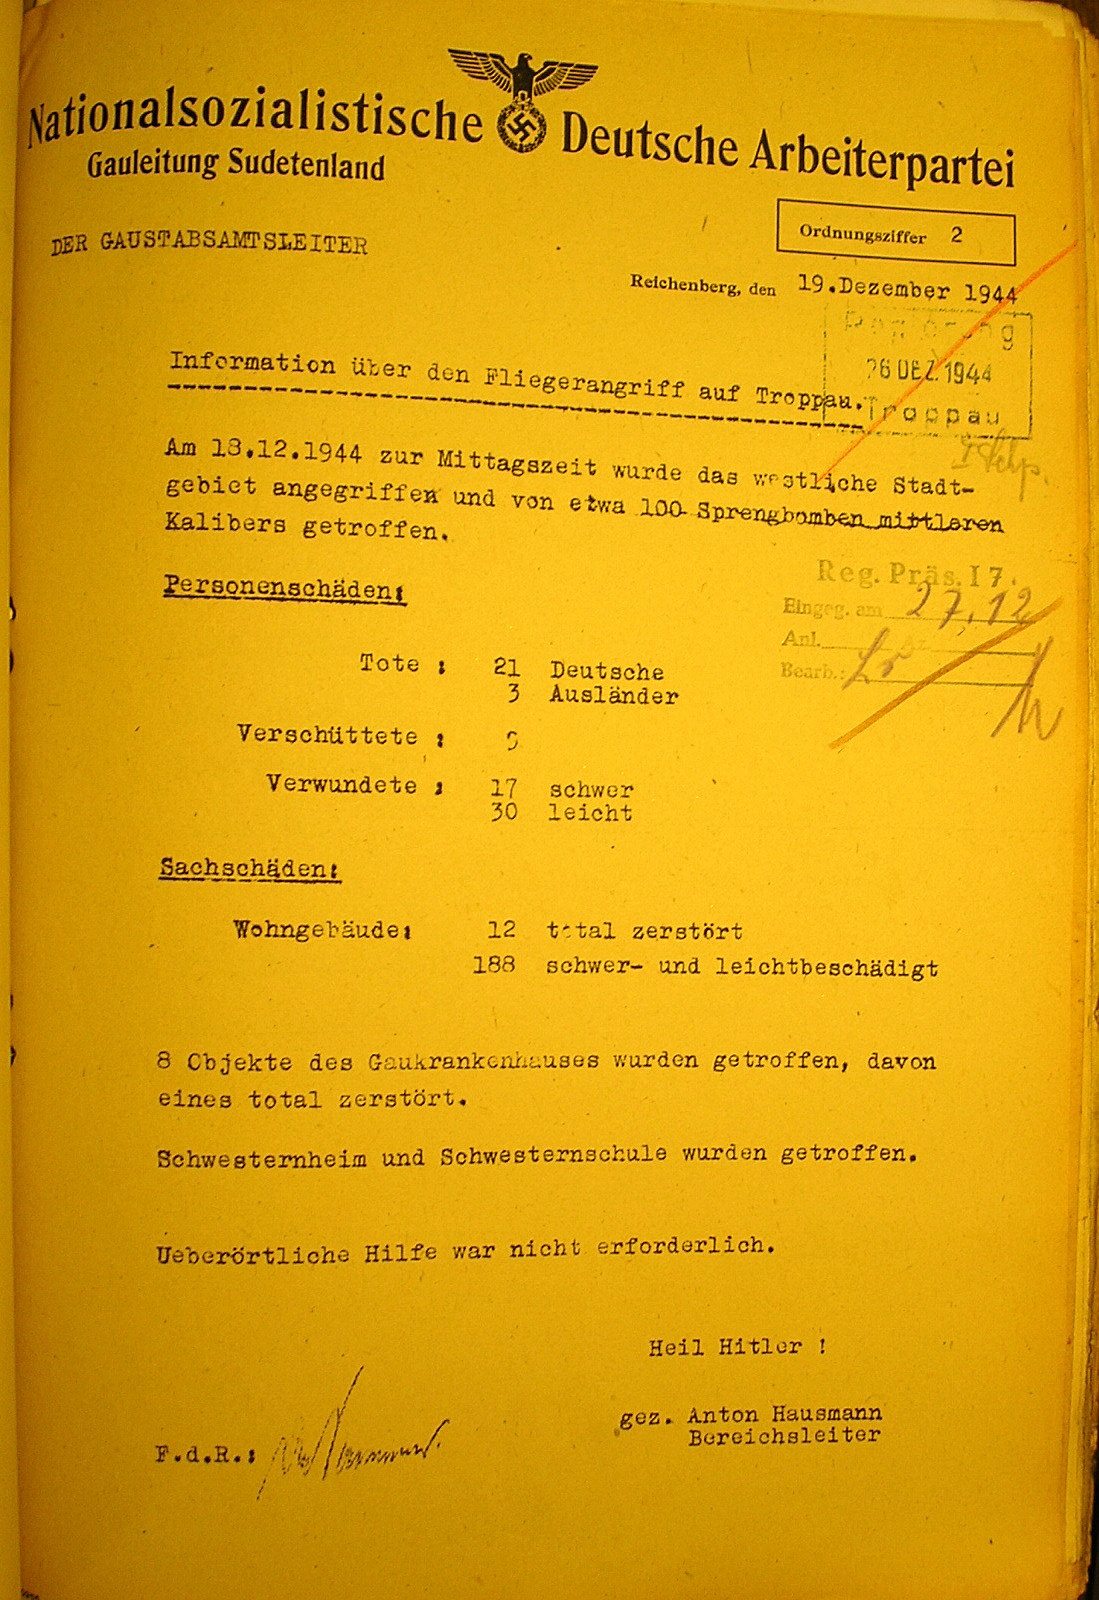 Nationalsozialistische Deutsche Arbeiterpartei
Gauleitung Sudetenland
DER GAUSTABSAMTSLEITER
Ordnungsziffer 2
Reichenberg, den 19.Dezember 1944
26 DEZ. 1944
Troppau
Information über den Fliegerangriff auf Troppau.
Am 18.12.1944 zur Mittagszeit wurde das westliche Stadt-
gebiet angegriffen und von etwa 100 Sprengbomben mittleren
Kalibers getroffen.
Reg. Präs. I 7.
Eingeg. am 27.12
Anl.
Bearb.:
Personenschäden:
Tote : 21 Deutsche
3 Ausländer
Verschüttete :
Verwundete : 17 schwer
30 leicht
Sachschäden:
Wohngebäude: 12 total zerstört
188 schwer- und leichtbeschädigt
8 Objekte des Gaukrankenhauses wurden getroffen, davon
eines total zerstört.
Schwesternheim und Schwesternschule wurden getroffen.
Ueberörtliche Hilfe war nicht erforderlich.
Heil Hitler !
gez. Anton Hausmann
Bereichsleiter
F.d.R.: